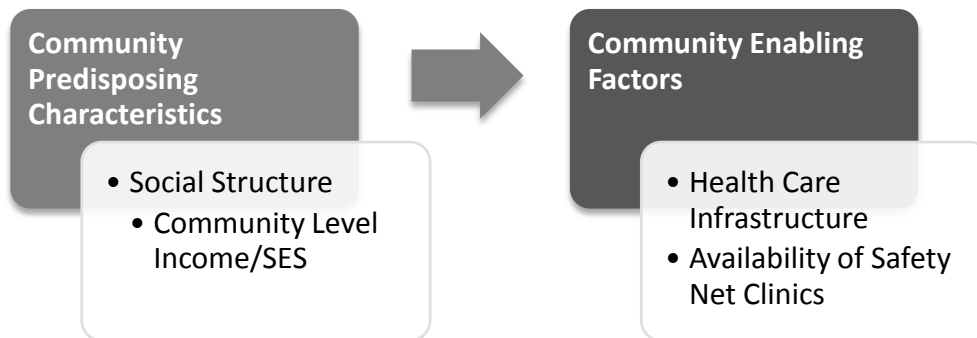 Community
Predisposing
Characteristics
• Social Structure
• Community Level
Income/SES
Community Enabling
Factors
• Health Care
Infrastructure
• Availability of Safety
Net Clinics